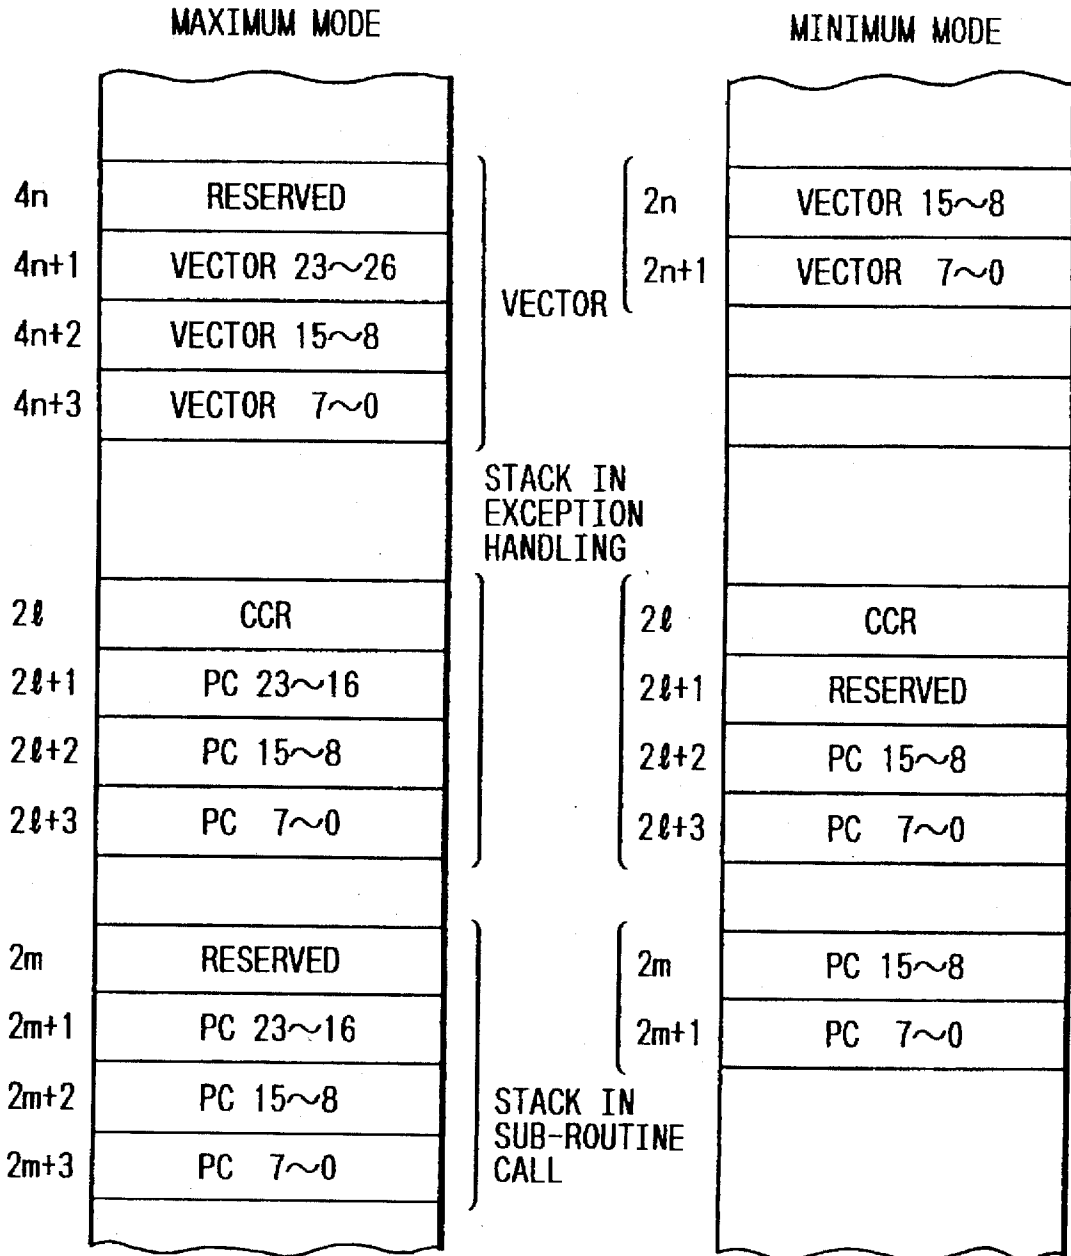 MAXIMUM MODE
4n RESERVED
4n+1 VECTOR 23~26
4n+2 VECTOR 15~8
4n+3 VECTOR 7~0
2ℓ CCR
2ℓ+1 PC 23~16
2ℓ+2 PC 15~8
2ℓ+3 PC 7~0
2m RESERVED
2m+1 PC 23~16
2m+2 PC 15~8
2m+3 PC 7~0
VECTOR
STACK IN
EXCEPTION
HANDLING
STACK IN
SUB-ROUTINE
CALL
MINIMUM MODE
2n VECTOR 15~8
2n+1 VECTOR 7~0
2ℓ CCR
2ℓ+1 RESERVED
2ℓ+2 PC 15~8
2ℓ+3 PC 7~0
2m PC 15~8
2m+1 PC 7~0